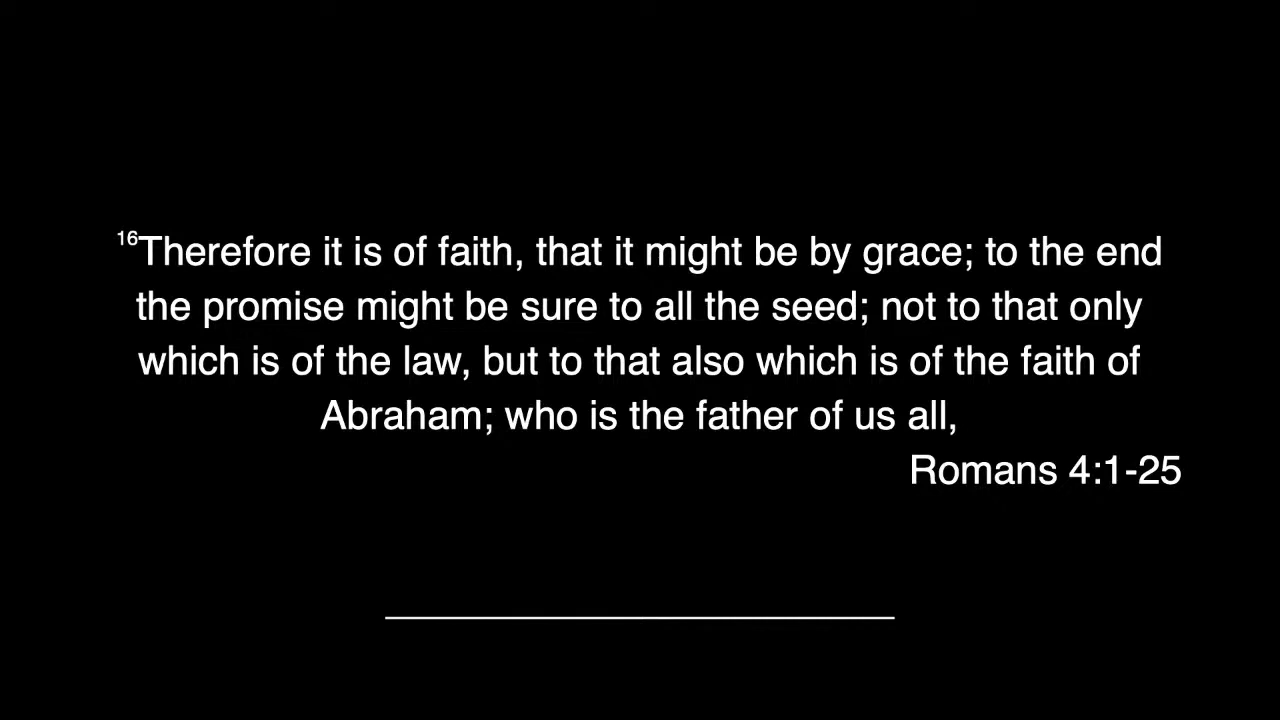 16Therefore it is of faith, that it might be by grace; to the end
the promise might be sure to all the seed; not to that only
which is of the law, but to that also which is of the faith of
Abraham; who is the father of us all,
Romans 4:1-25